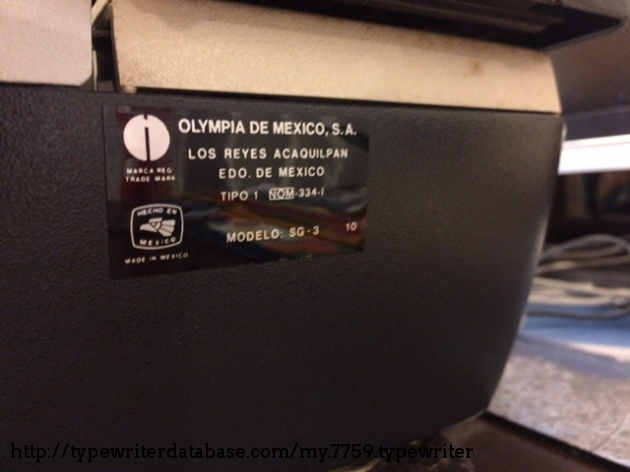 OLYMPIA DE MEXICO, S.A.
LOS REYES ACAQUILPAN
EDO. DE MEXICO
TIPO 1 NOM-334-I
MODELO: SG-3 10
MARCA REG
TRADE MARK
HECHO EN
MEXICO
MADE IN MEXICO
http://typewriterdatabase.com/my.7759.typewriter